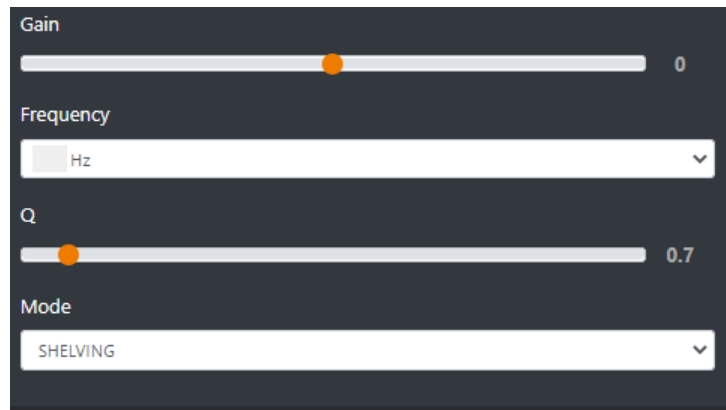 Gain
0
Frequency
Hz
Q
0.7
Mode
SHELVING